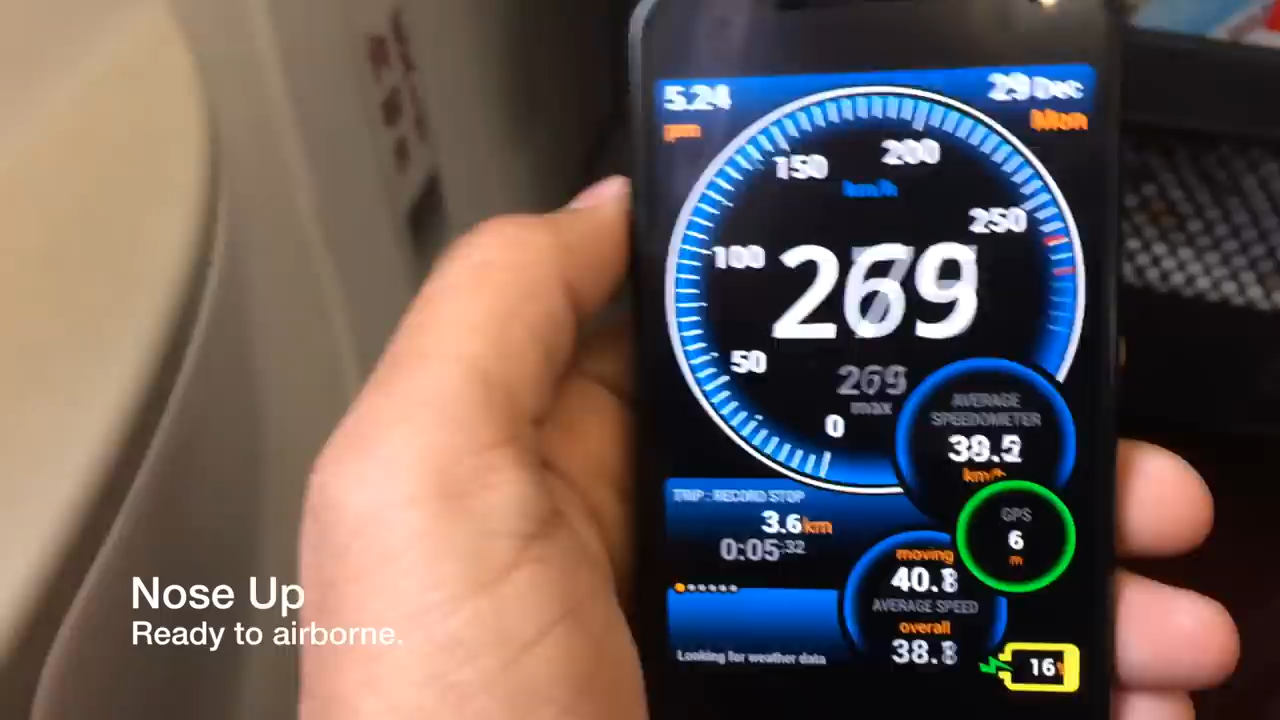 5.24
pm
29 Dec
Mon
150
200
km/h
250
100
269
50
269
max
0
AVERAGE
SPEEDOMETER
km/h
TRIP : RECORD STOP
3.6km
0:05:32
GPS
6
m
moving
40.8
AVERAGE SPEED
overall
38.8
Looking for weather data
16
Nose Up
Ready to airborne.